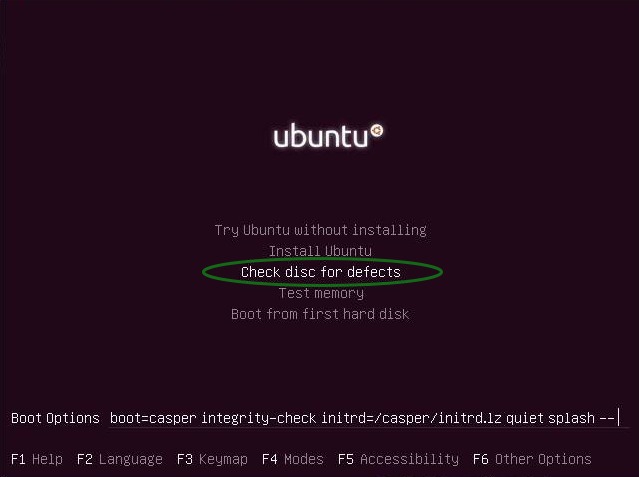 ubuntu
Try Ubuntu without installing
Install Ubuntu
Check disc for defects
Test memory
Boot from first hard disk
Boot Options boot=casper integrity-check initrd=/casper/initrd.lz quiet splash --
F1 Help F2 Language F3 Keymap F4 Modes F5 Accessibility F6 Other Options